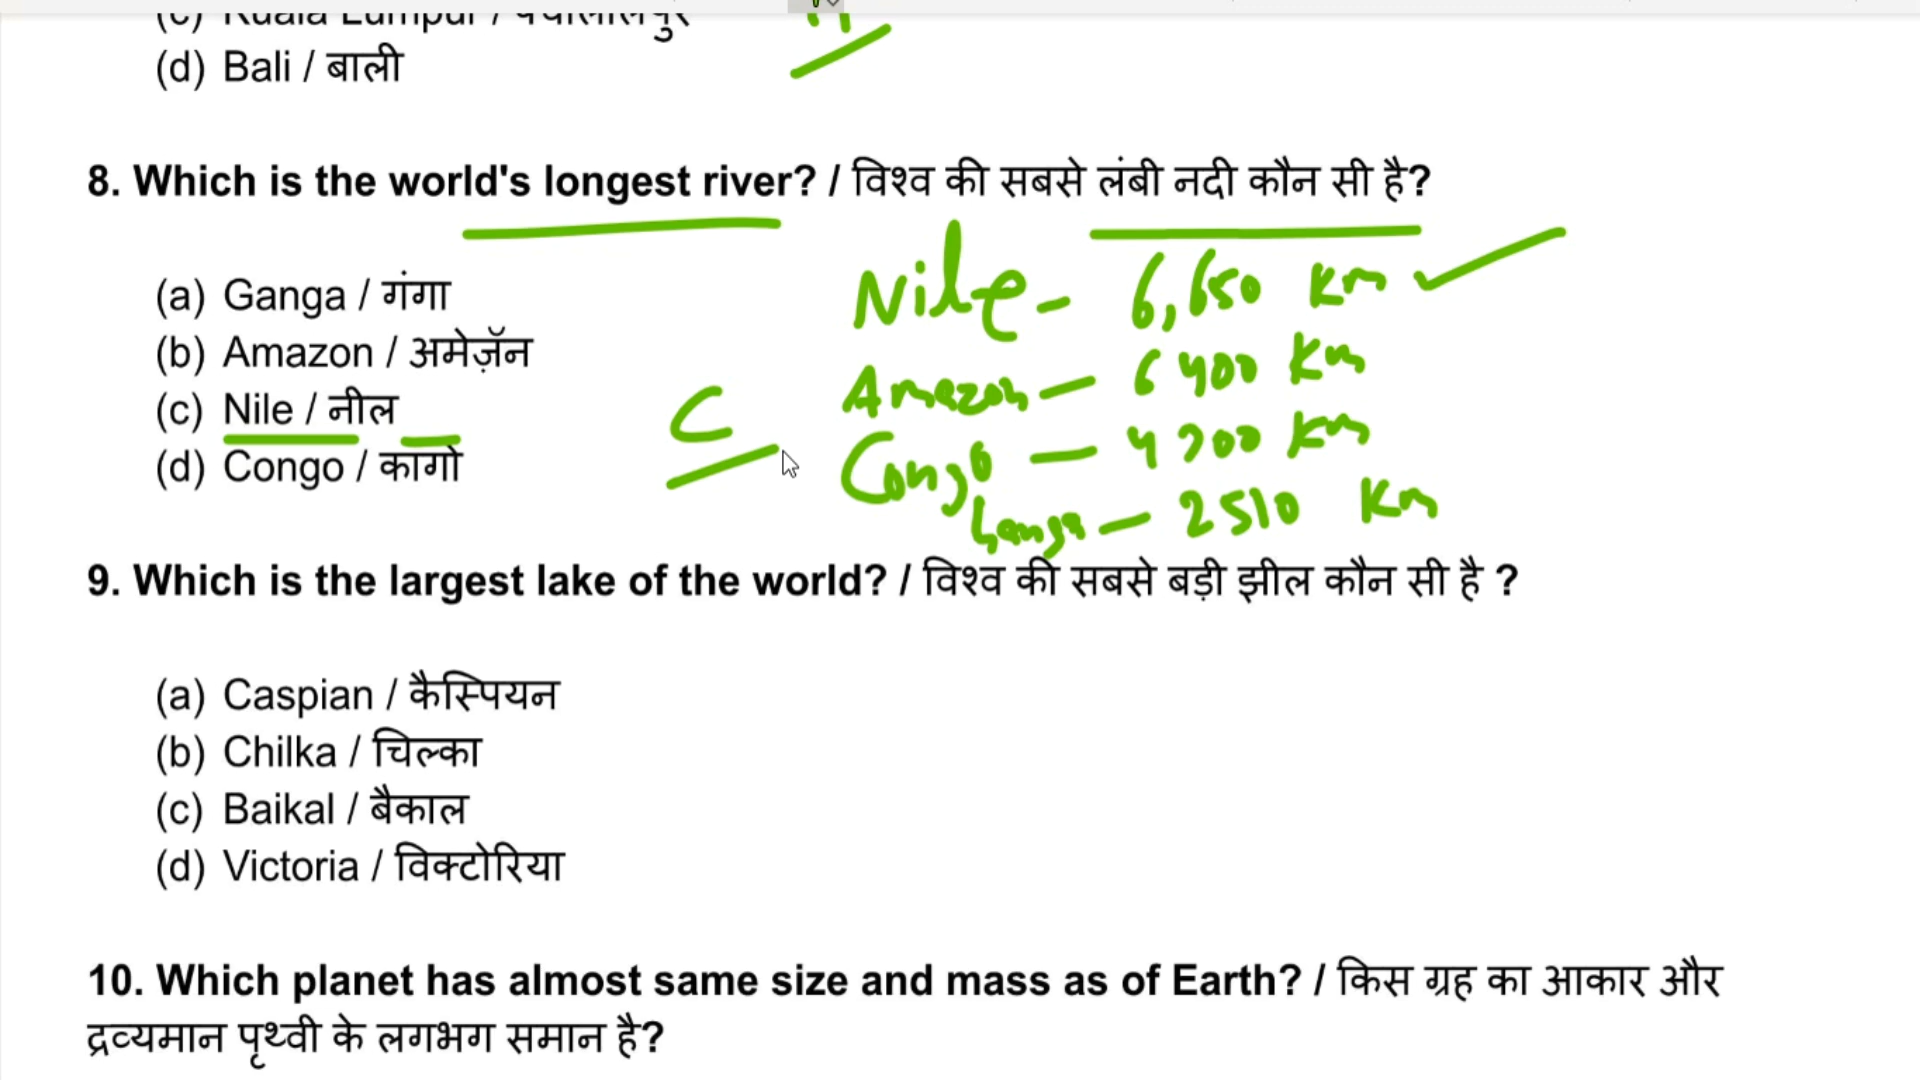 (c) Kuala Lumpur /
(d) Bali / बाली
8. Which is the world's longest river? / विश्व की सबसे लंबी नदी कौन सी है?
Nile - 6,650 Km
(a) Ganga / गंगा
(b) Amazon / अमेज़ॅन
Amazon - 6400 Km
(c) Nile / नील
C
(d) Congo / कांगो
Congo - 4700 Km
Ganga - 2510 Km
9. Which is the largest lake of the world? / विश्व की सबसे बड़ी झील कौन सी है ?
(a) Caspian / कैस्पियन
(b) Chilka / चिल्का
(c) Baikal / बैकाल
(d) Victoria / विक्टोरिया
10. Which planet has almost same size and mass as of Earth? / किस ग्रह का आकार और
द्रव्यमान पृथ्वी के लगभग समान है?